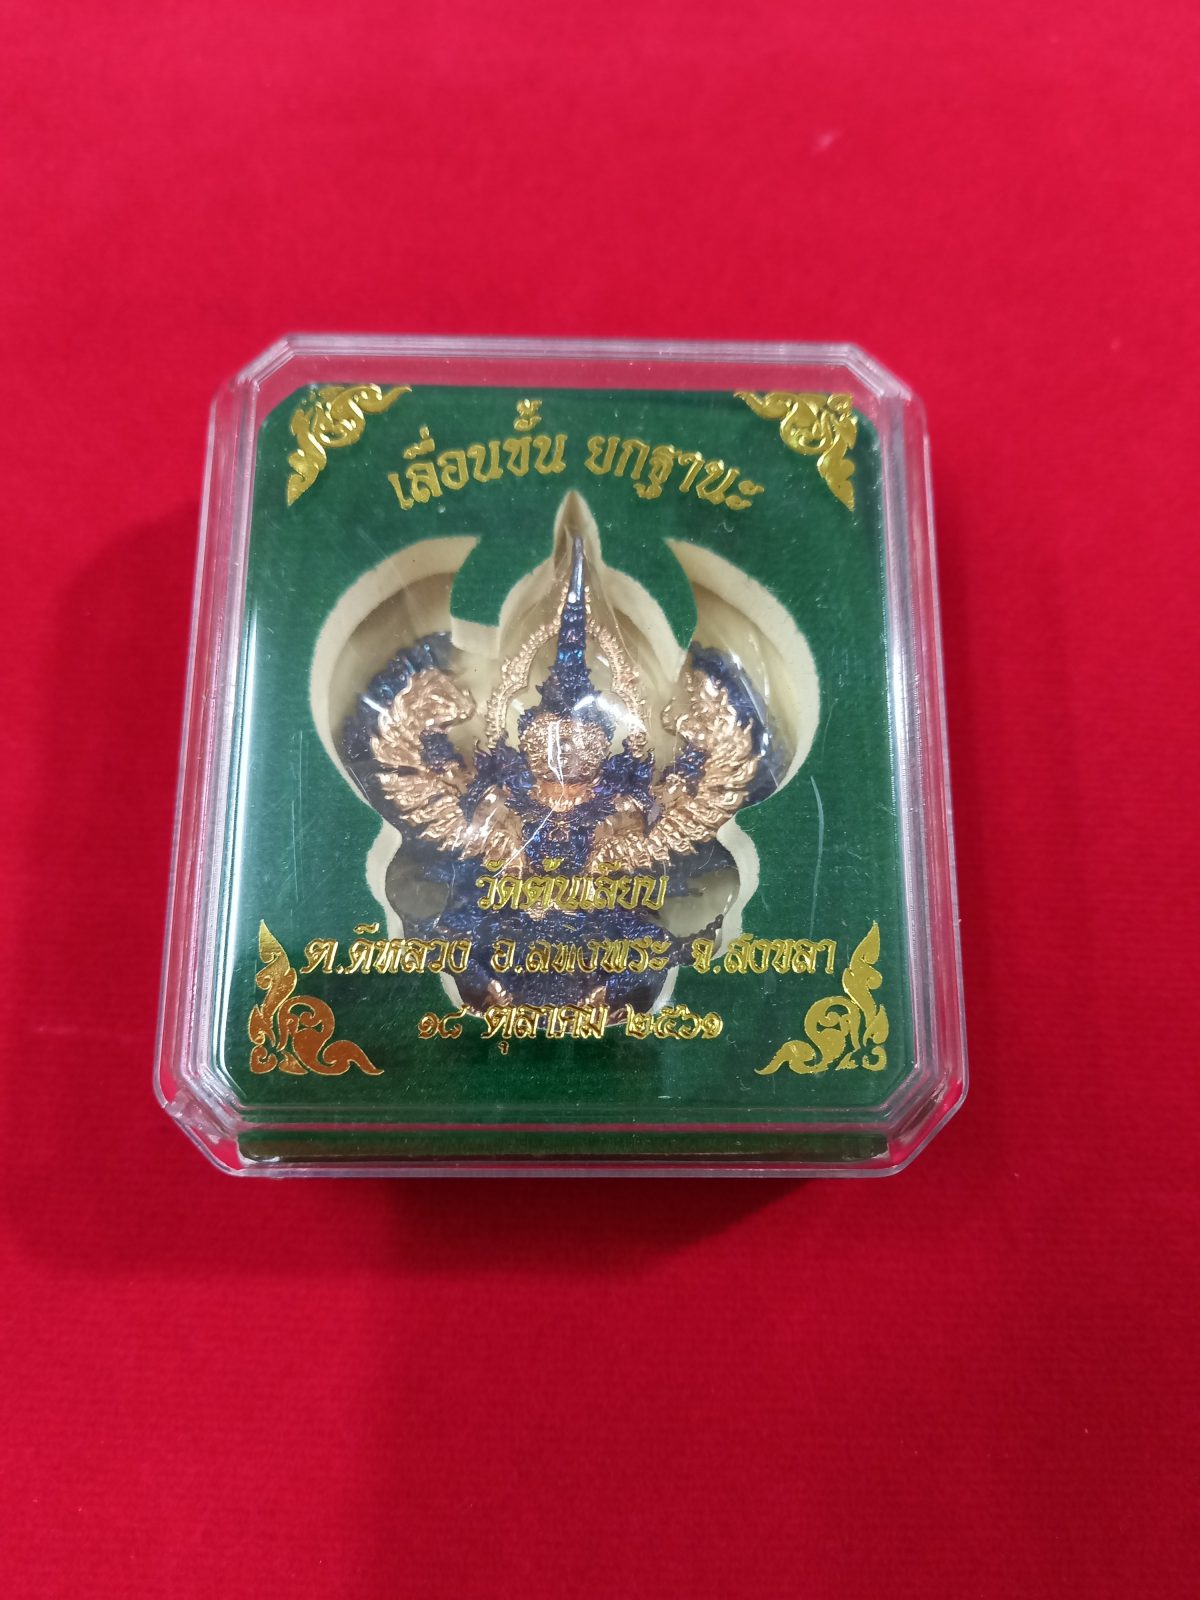 เลื่อนขั้น ยกฐานะ
วัดต้นเลียบ
ต.ดีหลวง อ.สทิงพระ จ.สงขลา
๑๘ ตุลาคม ๒๕๖๑